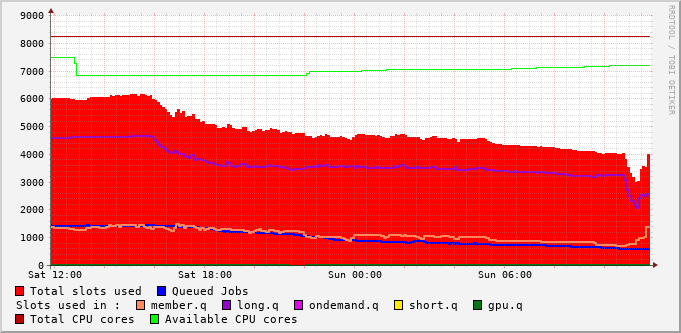 9000
8000
7000
6000
5000
4000
3000
2000
1000
0
Sat 12:00 Sat 18:00 Sun 00:00 Sun 06:00
Total slots used Queued Jobs
Slots used in : member.q long.q ondemand.q short.q gpu.q
Total CPU cores Available CPU cores
RRDTOOL / TOBI OETIKER